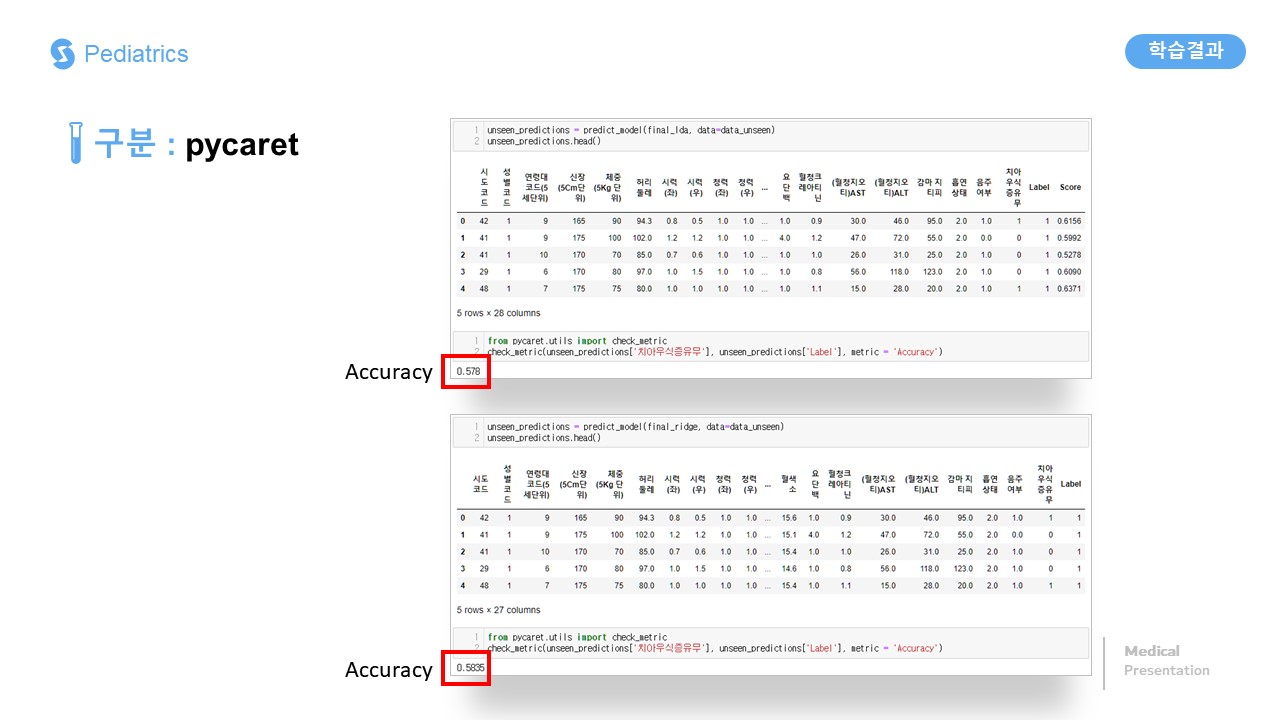 Pediatrics
학습결과
구분 : pycaret
1 unseen_predictions = predict_model(final_lda, data=data_unseen)
2 unseen_predictions.head()
시도코드 성별코드 연령대코드(5세단위) 신장(5Cm단위) 체중(5Kg 단위) 허리둘레 시력(좌) 시력(우) 청력(좌) 청력(우) ... 요단백 혈청크레아티닌 (혈청지오티)AST (혈청지오티)ALT 감마 지티피 흡연상태 음주여부 치아우식증유무 Label Score
0 42 1 9 165 90 94.3 0.8 0.5 1.0 1.0 ... 1.0 0.9 30.0 46.0 95.0 2.0 1.0 1 1 0.6156
1 41 1 9 175 100 102.0 1.2 1.2 1.0 1.0 ... 4.0 1.2 47.0 72.0 55.0 2.0 0.0 0 1 0.5992
2 41 1 10 170 70 85.0 0.7 0.6 1.0 1.0 ... 1.0 1.0 26.0 31.0 25.0 2.0 1.0 0 1 0.5278
3 29 1 6 170 80 97.0 1.0 1.5 1.0 1.0 ... 1.0 0.8 56.0 118.0 123.0 2.0 1.0 0 1 0.6090
4 48 1 7 175 75 80.0 1.0 1.0 1.0 1.0 ... 1.0 1.1 15.0 28.0 20.0 2.0 1.0 1 1 0.6371
5 rows × 28 columns
1 from pycaret.utils import check_metric
2 check_metric(unseen_predictions['치아우식증유무'], unseen_predictions['Label'], metric = 'Accuracy')
Accuracy 0.578
1 unseen_predictions = predict_model(final_ridge, data=data_unseen)
2 unseen_predictions.head()
시도코드 성별코드 연령대코드(5세단위) 신장(5Cm단위) 체중(5Kg 단위) 허리둘레 시력(좌) 시력(우) 청력(좌) 청력(우) ... 혈색소 요단백 혈청크레아티닌 (혈청지오티)AST (혈청지오티)ALT 감마 지티피 흡연상태 음주여부 치아우식증유무 Label
0 42 1 9 165 90 94.3 0.8 0.5 1.0 1.0 ... 15.6 1.0 0.9 30.0 46.0 95.0 2.0 1.0 1 1
1 41 1 9 175 100 102.0 1.2 1.2 1.0 1.0 ... 15.1 4.0 1.2 47.0 72.0 55.0 2.0 0.0 0 1
2 41 1 10 170 70 85.0 0.7 0.6 1.0 1.0 ... 15.4 1.0 1.0 26.0 31.0 25.0 2.0 1.0 0 1
3 29 1 6 170 80 97.0 1.0 1.5 1.0 1.0 ... 14.6 1.0 0.8 56.0 118.0 123.0 2.0 1.0 0 1
4 48 1 7 175 75 80.0 1.0 1.0 1.0 1.0 ... 15.4 1.0 1.1 15.0 28.0 20.0 2.0 1.0 1 1
5 rows × 27 columns
1 from pycaret.utils import check_metric
2 check_metric(unseen_predictions['치아우식증유무'], unseen_predictions['Label'], metric = 'Accuracy')
Accuracy 0.5835
Medical
Presentation